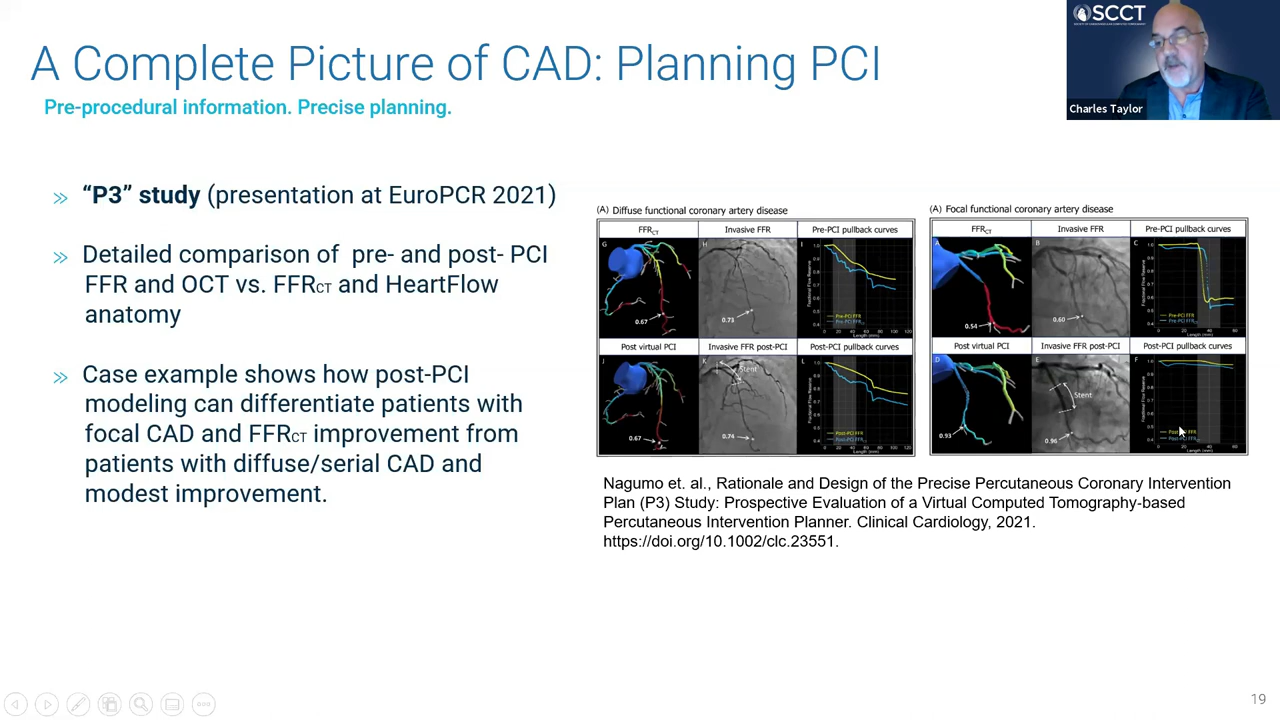 SCCT
Charles Taylor
A Complete Picture of CAD: Planning PCI
Pre-procedural information. Precise planning.
» “P3” study (presentation at EuroPCR 2021)
» Detailed comparison of pre- and post- PCI
FFR and OCT vs. FFRCT and HeartFlow
anatomy
» Case example shows how post-PCI
modeling can differentiate patients with
focal CAD and FFRCT improvement from
patients with diffuse/serial CAD and
modest improvement.
(A) Diffuse functional coronary artery disease
FFRCT Invasive FFR Pre-PCI pullback curves
G H I
0.67 0.73
Post virtual PCI Invasive FFR post-PCI Post-PCI pullback curves
J K L
Stent
0.67 0.74
(A) Focal functional coronary artery disease
FFRCT Invasive FFR Pre-PCI pullback curves
A B C
0.54 0.60
Post virtual PCI Invasive FFR post-PCI Post-PCI pullback curves
D E F
Stent
0.93 0.96
Nagumo et. al., Rationale and Design of the Precise Percutaneous Coronary Intervention
Plan (P3) Study: Prospective Evaluation of a Virtual Computed Tomography-based
Percutaneous Intervention Planner. Clinical Cardiology, 2021.
https://doi.org/10.1002/clc.23551.
19